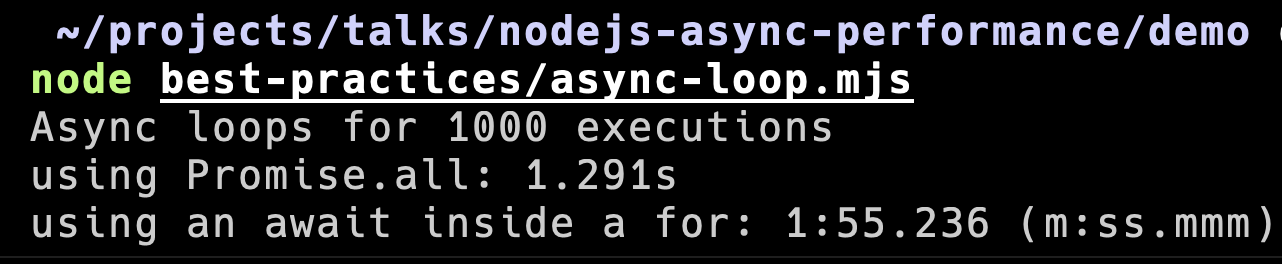 ~/projects/talks/nodejs-async-performance/demo
node best-practices/async-loop.mjs
Async loops for 1000 executions
using Promise.all: 1.291s
using an await inside a for: 1:55.236 (m:ss.mmm)